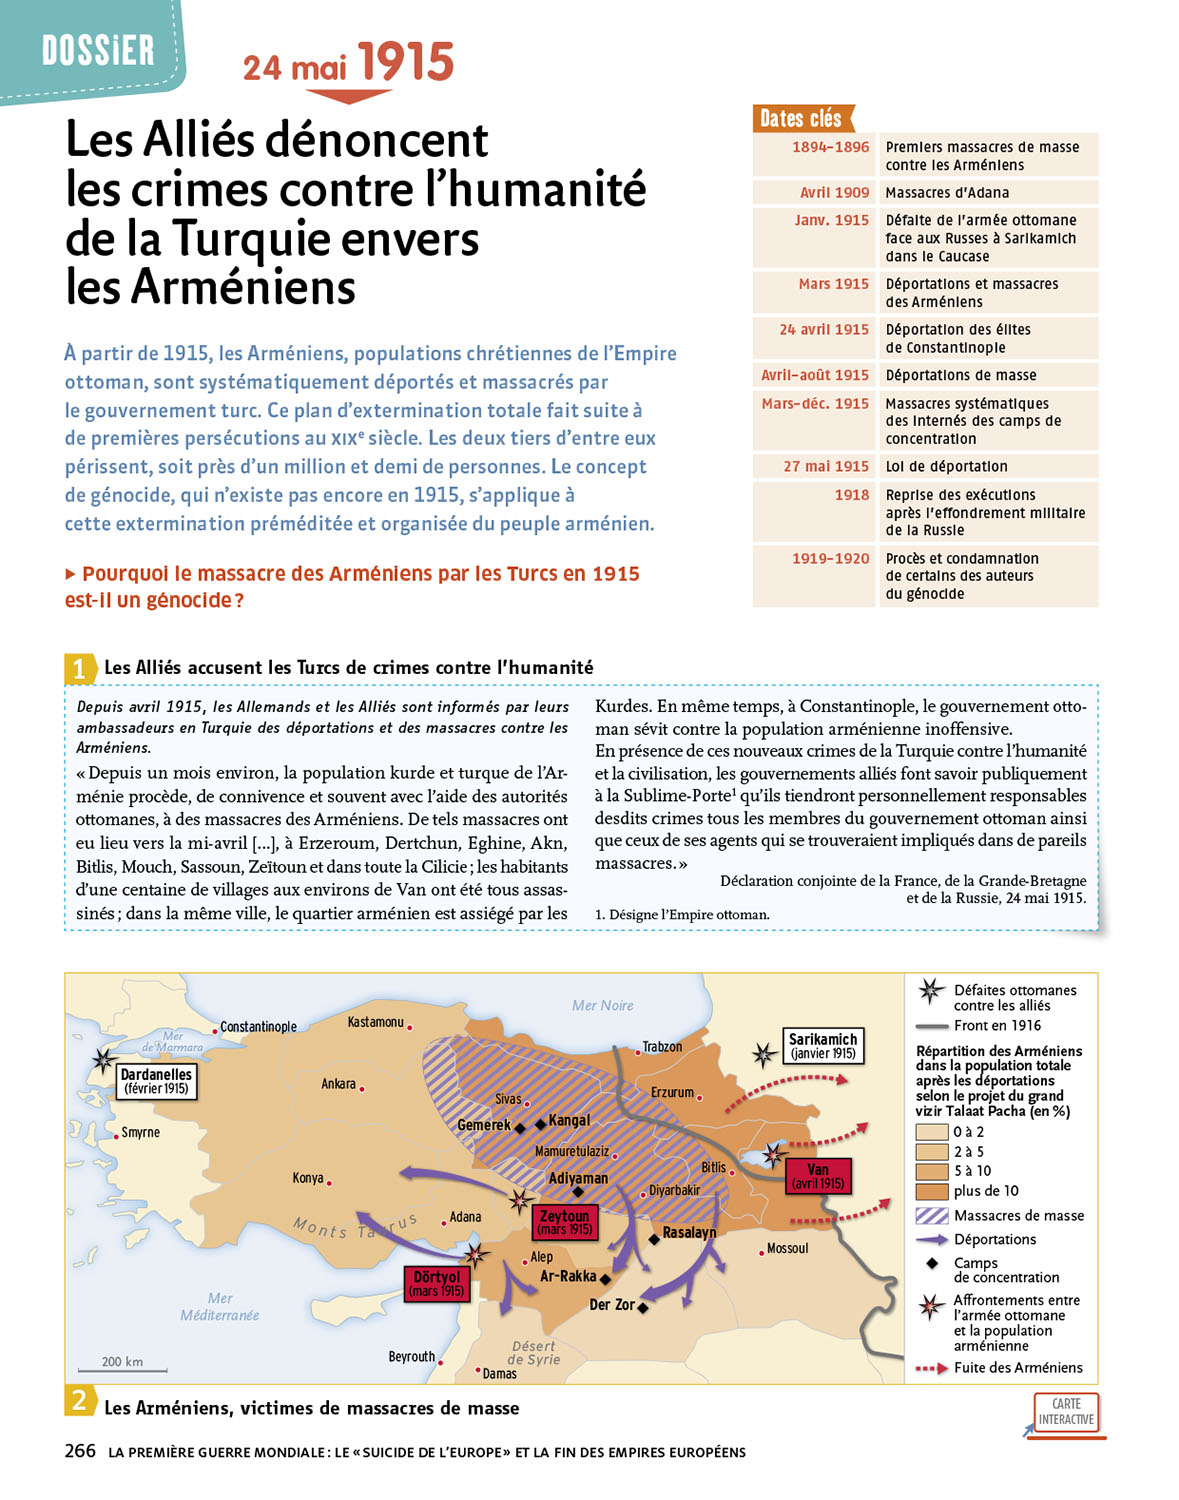 DOSSiER
24 mai 1915
Les Alliés dénoncent
les crimes contre l’humanité
de la Turquie envers
les Arméniens
À partir de 1915, les Arméniens, populations chrétiennes de l’Empire
ottoman, sont systématiquement déportés et massacrés par
le gouvernement turc. Ce plan d’extermination totale fait suite à
de premières persécutions au XIXe siècle. Les deux tiers d’entre eux
périssent, soit près d’un million et demi de personnes. Le concept
de génocide, qui n’existe pas encore en 1915, s’applique à
cette extermination préméditée et organisée du peuple arménien.
▸ Pourquoi le massacre des Arméniens par les Turcs en 1915
est-il un génocide ?
Dates clés
1894-1896 Premiers massacres de masse
contre les Arméniens
Avril 1909 Massacres d’Adana
Janv. 1915 Défaite de l’armée ottomane
face aux Russes à Sarikamich
dans le Caucase
Mars 1915 Déportations et massacres
des Arméniens
24 avril 1915 Déportation des élites
de Constantinople
Avril-août 1915 Déportations de masse
Mars-déc. 1915 Massacres systématiques
des internés des camps de
concentration
27 mai 1915 Loi de déportation
1918 Reprise des exécutions
après l’effondrement militaire
de la Russie
1919-1920 Procès et condamnation
de certains des auteurs
du génocide
1 Les Alliés accusent les Turcs de crimes contre l’humanité
Depuis avril 1915, les Allemands et les Alliés sont informés par leurs
ambassadeurs en Turquie des déportations et des massacres contre les
Arméniens.
« Depuis un mois environ, la population kurde et turque de l’Ar-
ménie procède, de connivence et souvent avec l’aide des autorités
ottomanes, à des massacres des Arméniens. De tels massacres ont
eu lieu vers la mi-avril [...], à Erzeroum, Dertchun, Eghine, Akn,
Bitlis, Mouch, Sassoun, Zeïtoun et dans toute la Cilicie ; les habitants
d’une centaine de villages aux environs de Van ont été tous assas-
sinés ; dans la même ville, le quartier arménien est assiégé par les
Kurdes. En même temps, à Constantinople, le gouvernement otto-
man sévit contre la population arménienne inoffensive.
En présence de ces nouveaux crimes de la Turquie contre l’humanité
et la civilisation, les gouvernements alliés font savoir publiquement
à la Sublime-Porte1 qu’ils tiendront personnellement responsables
desdits crimes tous les membres du gouvernement ottoman ainsi
que ceux de ses agents qui se trouveraient impliqués dans de pareils
massacres. »
Déclaration conjointe de la France, de la Grande-Bretagne
et de la Russie, 24 mai 1915.
1. Désigne l’Empire ottoman.
Mer Noire
Constantinople
Kastamonu
Mer
de Marmara
Dardanelles
(février 1915)
Ankara
Trabzon
Sarikamich
(janvier 1915)
Erzurum
Sivas
Gemerek
Kangal
Smyrne
Mamuretulaziz
Bitlis
Van
(avril 1915)
Konya
Adiyaman
Diyarbakir
Monts Taurus
Adana
Zeytoun
(mars 1915)
Rasalayn
Mossoul
Alep
Dörtyol
(mars 1915)
Ar-Rakka
Der Zor
Mer
Méditerranée
Désert
de Syrie
Beyrouth
Damas
200 km
Défaites ottomanes
contre les alliés
Front en 1916
Répartition des Arméniens
dans la population totale
après les déportations
selon le projet du grand
vizir Talaat Pacha (en %)
0 à 2
2 à 5
5 à 10
plus de 10
Massacres de masse
Déportations
Camps
de concentration
Affrontements entre
l’armée ottomane
et la population
arménienne
Fuite des Arméniens
2 Les Arméniens, victimes de massacres de masse
CARTE
INTERACTIVE
266 LA PREMIÈRE GUERRE MONDIALE : LE « SUICIDE DE L’EUROPE » ET LA FIN DES EMPIRES EUROPÉENS